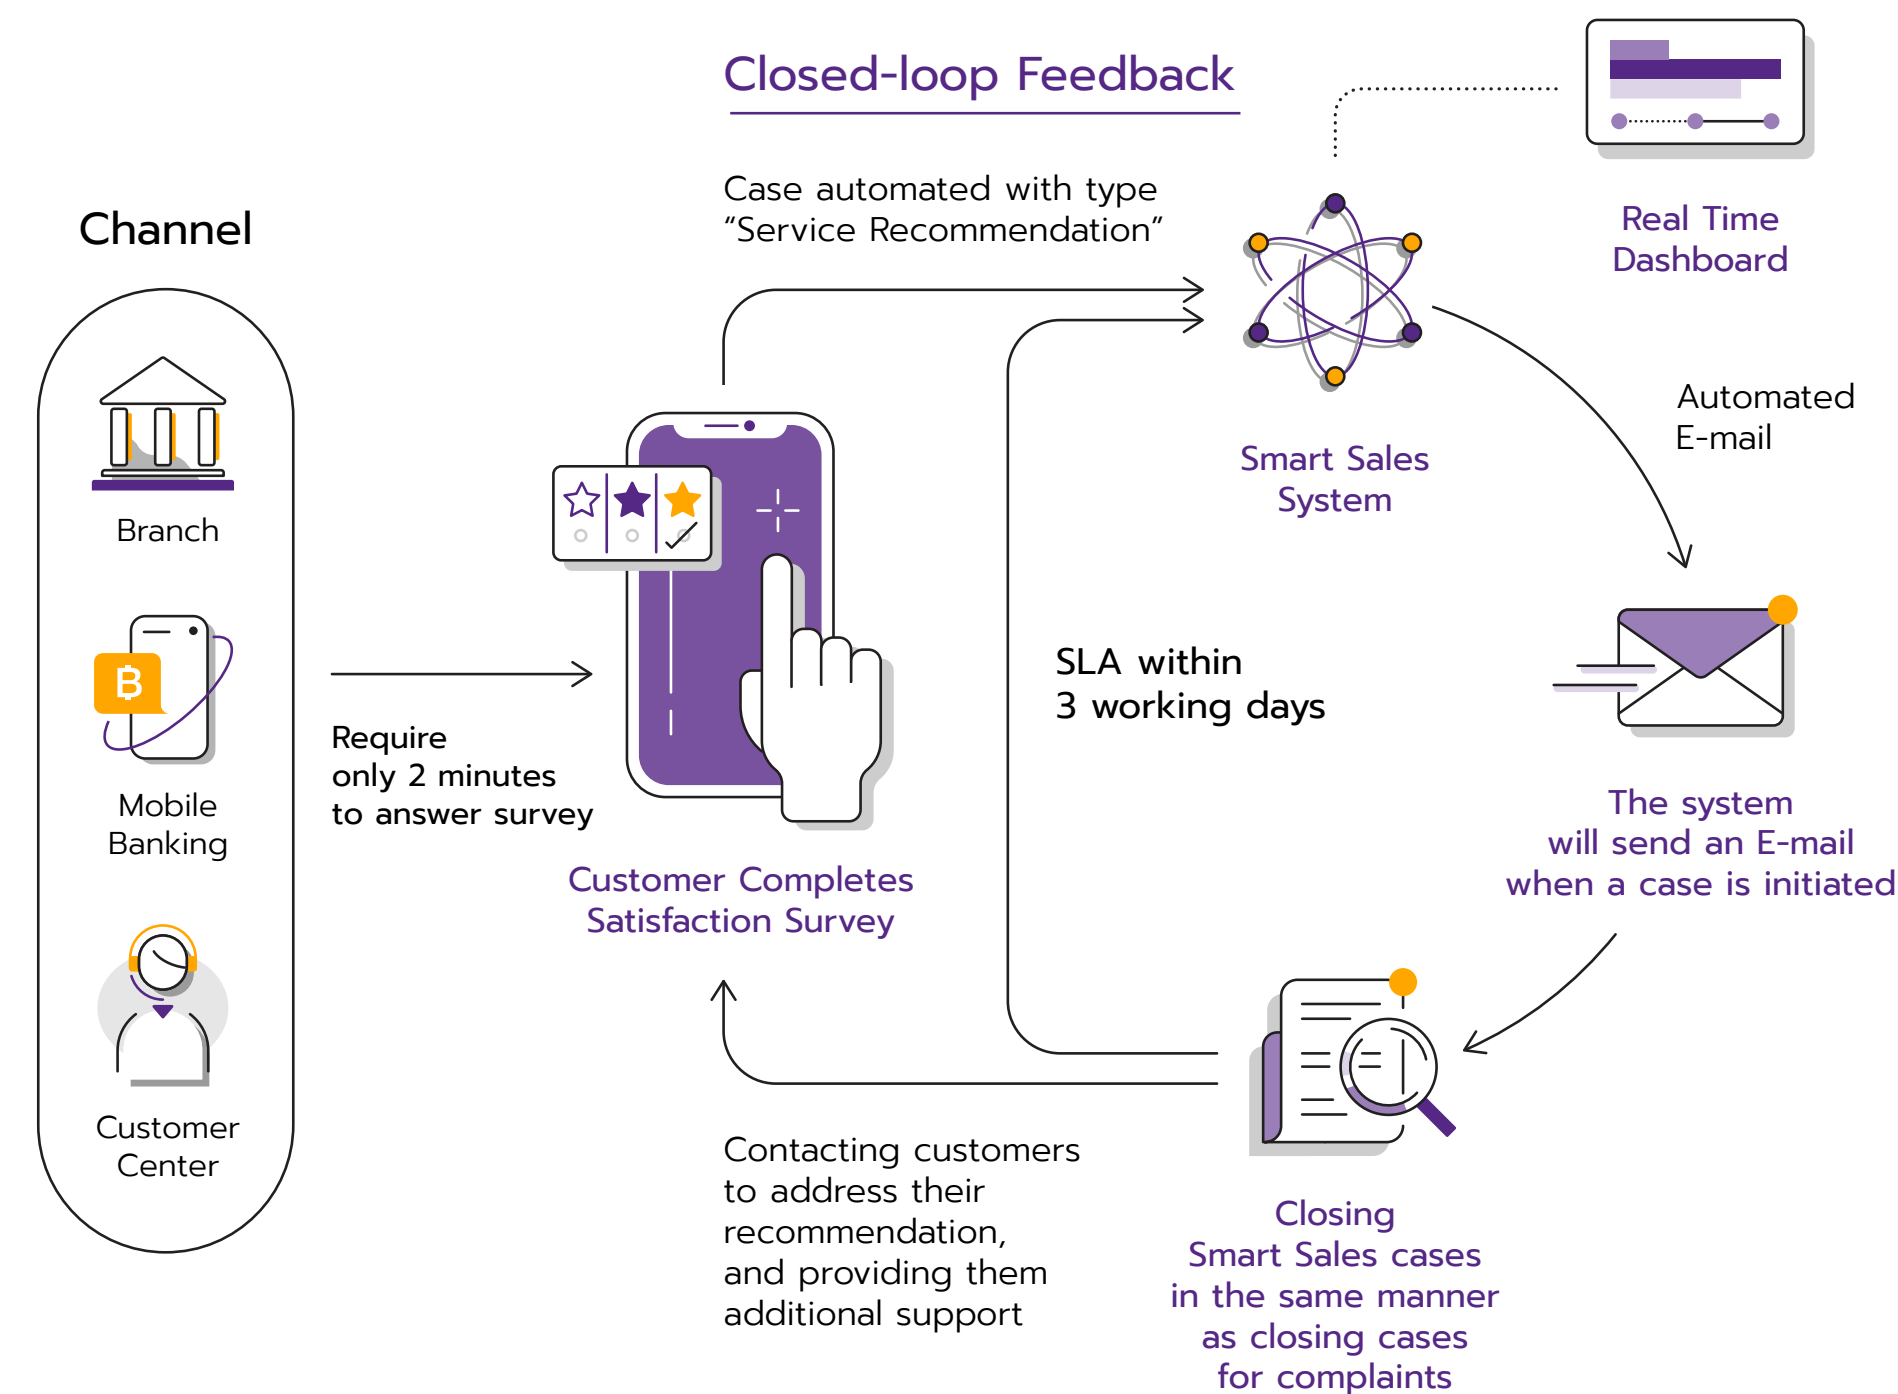 Closed-loop Feedback
Channel
Branch
Mobile
Banking
Customer
Center
Require
only 2 minutes
to answer survey
Customer Completes
Satisfaction Survey
Case automated with type
“Service Recommendation”
Smart Sales
System
Real Time
Dashboard
Automated
E-mail
The system
will send an E-mail
when a case is initiated
SLA within
3 working days
Closing
Smart Sales cases
in the same manner
as closing cases
for complaints
Contacting customers
to address their
recommendation,
and providing them
additional support
฿